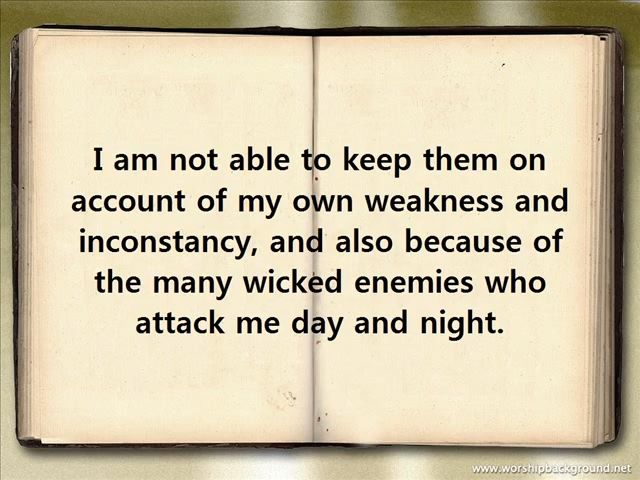 I am not able to keep them on
account of my own weakness and
inconstancy, and also because of
the many wicked enemies who
attack me day and night.
www.worshipbackground.net